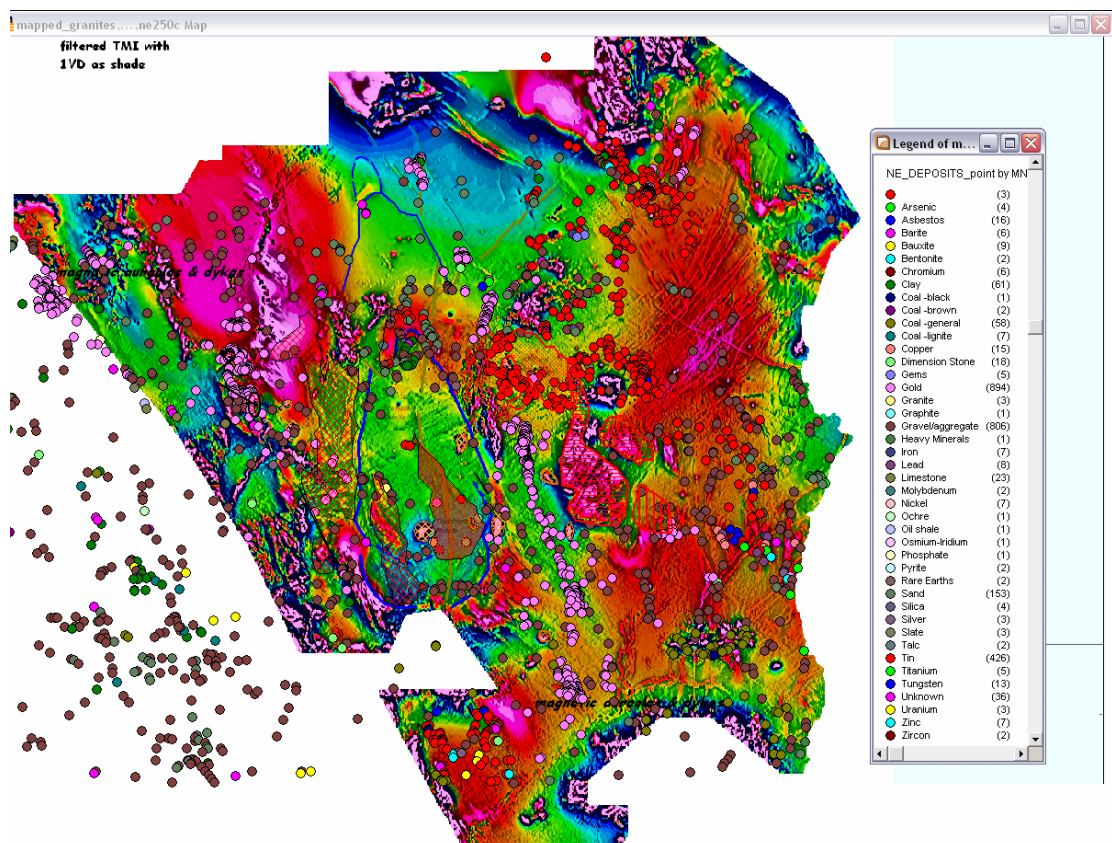 mapped_granites,...,ne250c Map
filtered TMI with
1VD as shade
magnetic aureoles & dykes
magnetic aureoles & dykes
Legend of m...
NE_DEPOSITS_point by MN
(3)
Arsenic (4)
Asbestos (16)
Barite (6)
Bauxite (9)
Bentonite (2)
Chromium (6)
Clay (61)
Coal -black (1)
Coal -brown (2)
Coal -general (58)
Coal -lignite (7)
Copper (15)
Dimension Stone (18)
Gems (5)
Gold (894)
Granite (3)
Graphite (1)
Gravel/aggregate (806)
Heavy Minerals (1)
Iron (7)
Lead (8)
Limestone (23)
Molybdenum (2)
Nickel (7)
Ochre (1)
Oil shale (1)
Osmium-Iridium (1)
Phosphate (1)
Pyrite (2)
Rare Earths (2)
Sand (153)
Silica (4)
Silver (3)
Slate (3)
Talc (2)
Tin (426)
Titanium (5)
Tungsten (13)
Unknown (36)
Uranium (3)
Zinc (7)
Zircon (2)